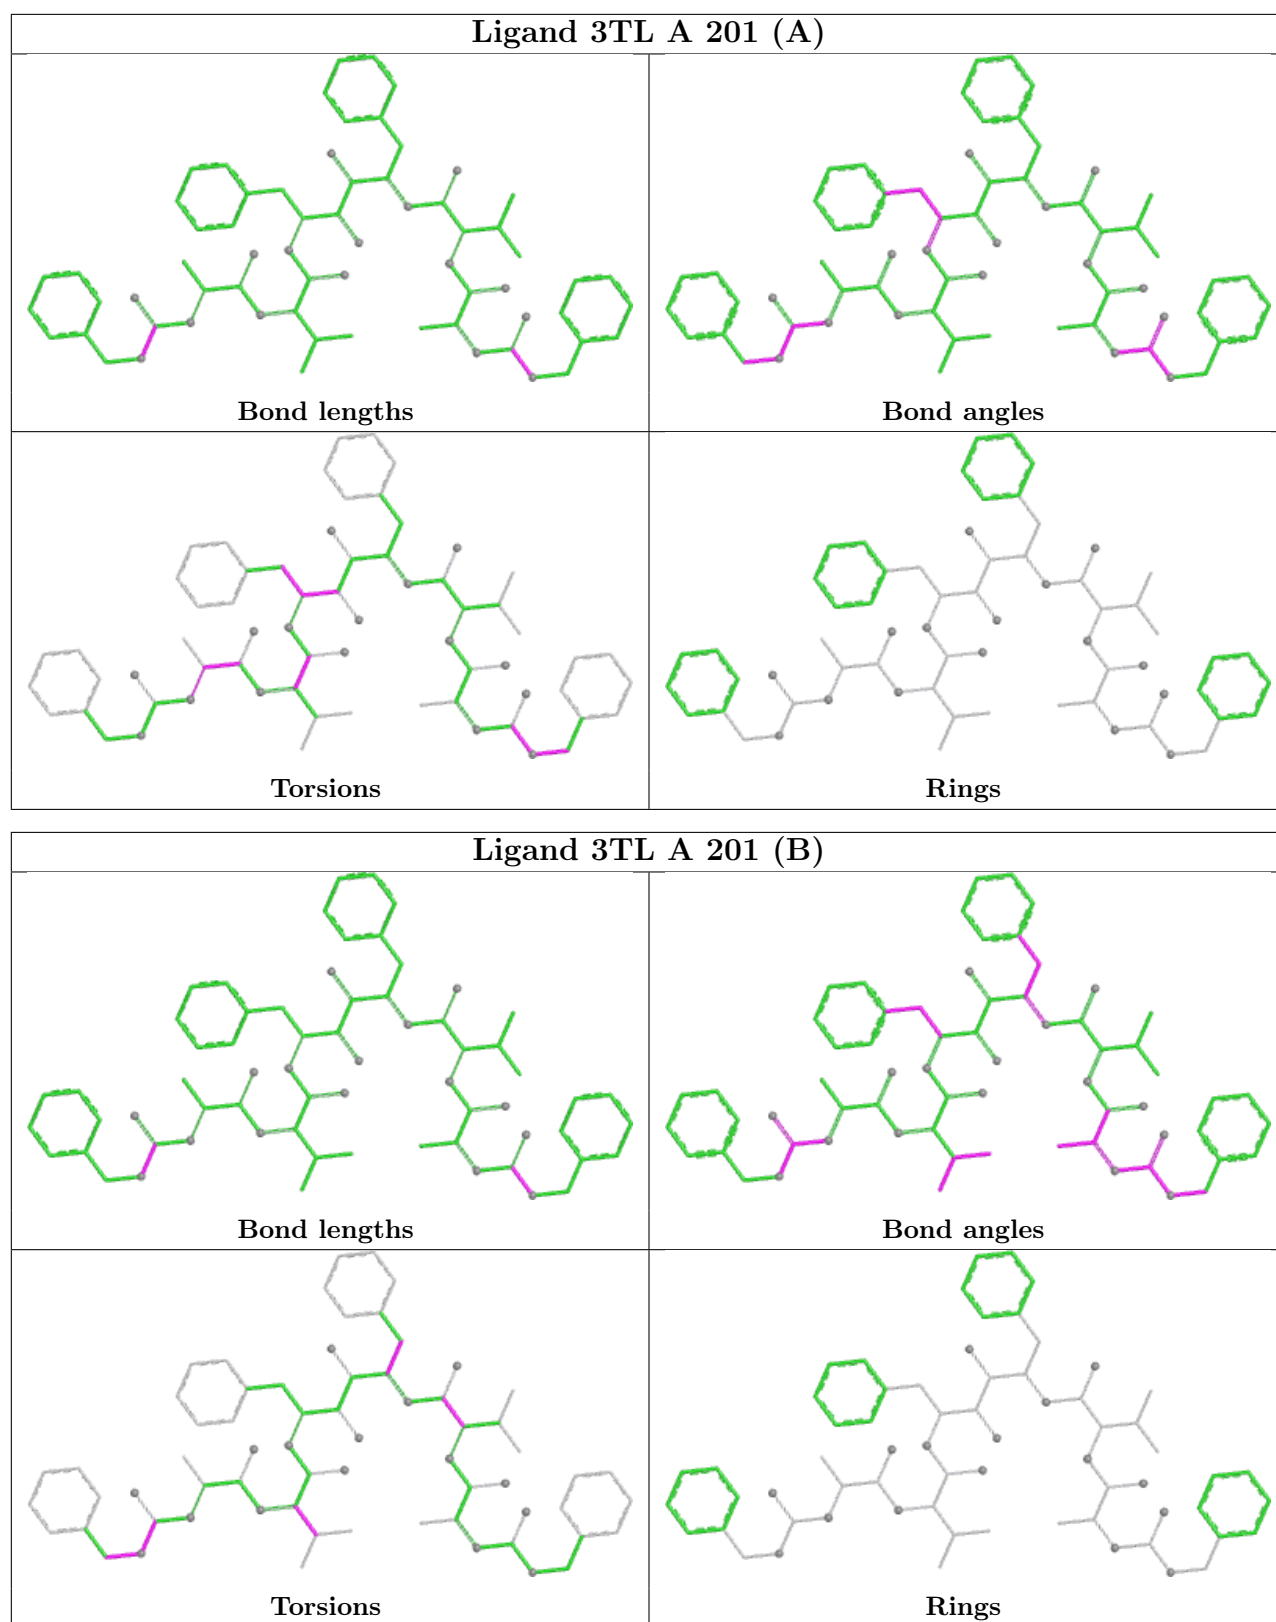 Ligand 3TL A 201 (A)
Bond lengths
Bond angles
Torsions
Rings
Ligand 3TL A 201 (B)
Bond lengths
Bond angles
Torsions
Rings